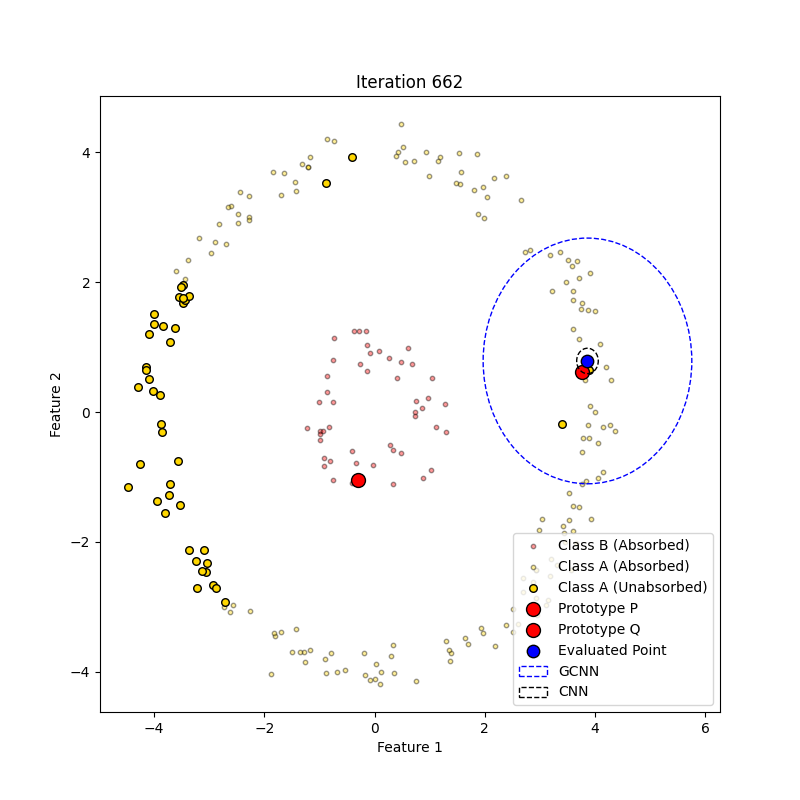 Iteration 662
Feature 2
4
2
0
−2
−4
−4
−2
0
2
4
6
Feature 1
Class B (Absorbed)
Class A (Absorbed)
Class A (Unabsorbed)
Prototype P
Prototype Q
Evaluated Point
GCNN
CNN